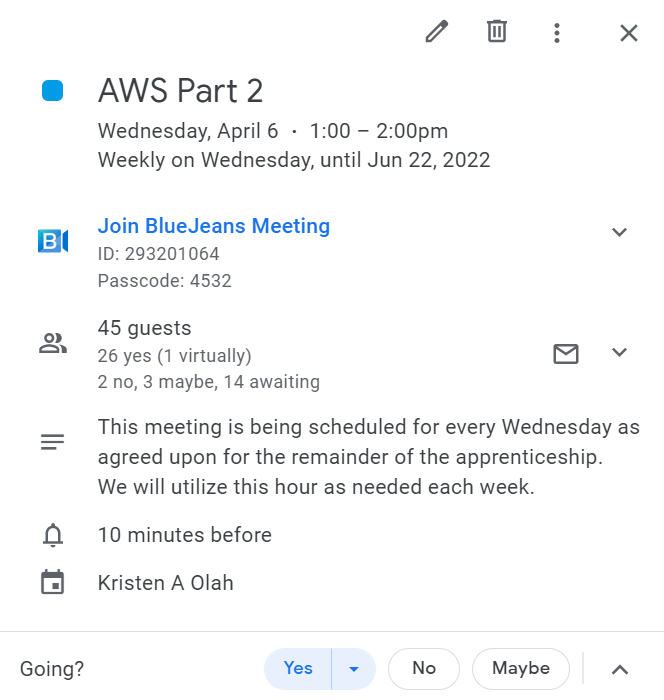 AWS Part 2
Wednesday, April 6 · 1:00 – 2:00pm
Weekly on Wednesday, until Jun 22, 2022
B
Join BlueJeans Meeting
ID: 293201064
Passcode: 4532
45 guests
26 yes (1 virtually)
2 no, 3 maybe, 14 awaiting
This meeting is being scheduled for every Wednesday as
agreed upon for the remainder of the apprenticeship.
We will utilize this hour as needed each week.
10 minutes before
Kristen A Olah
Going? Yes No Maybe